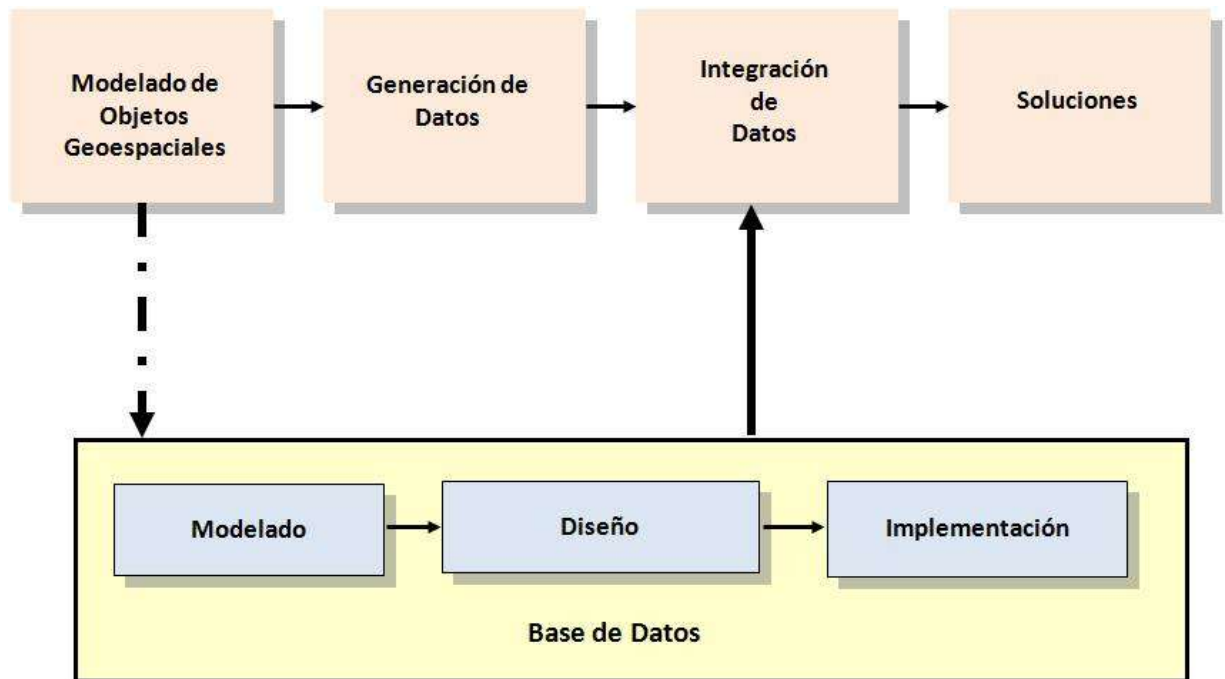 Modelado de
Objetos
Geoespaciales
Generación de
Datos
Integración
de
Datos
Soluciones
Modelado
Diseño
Implementación
Base de Datos